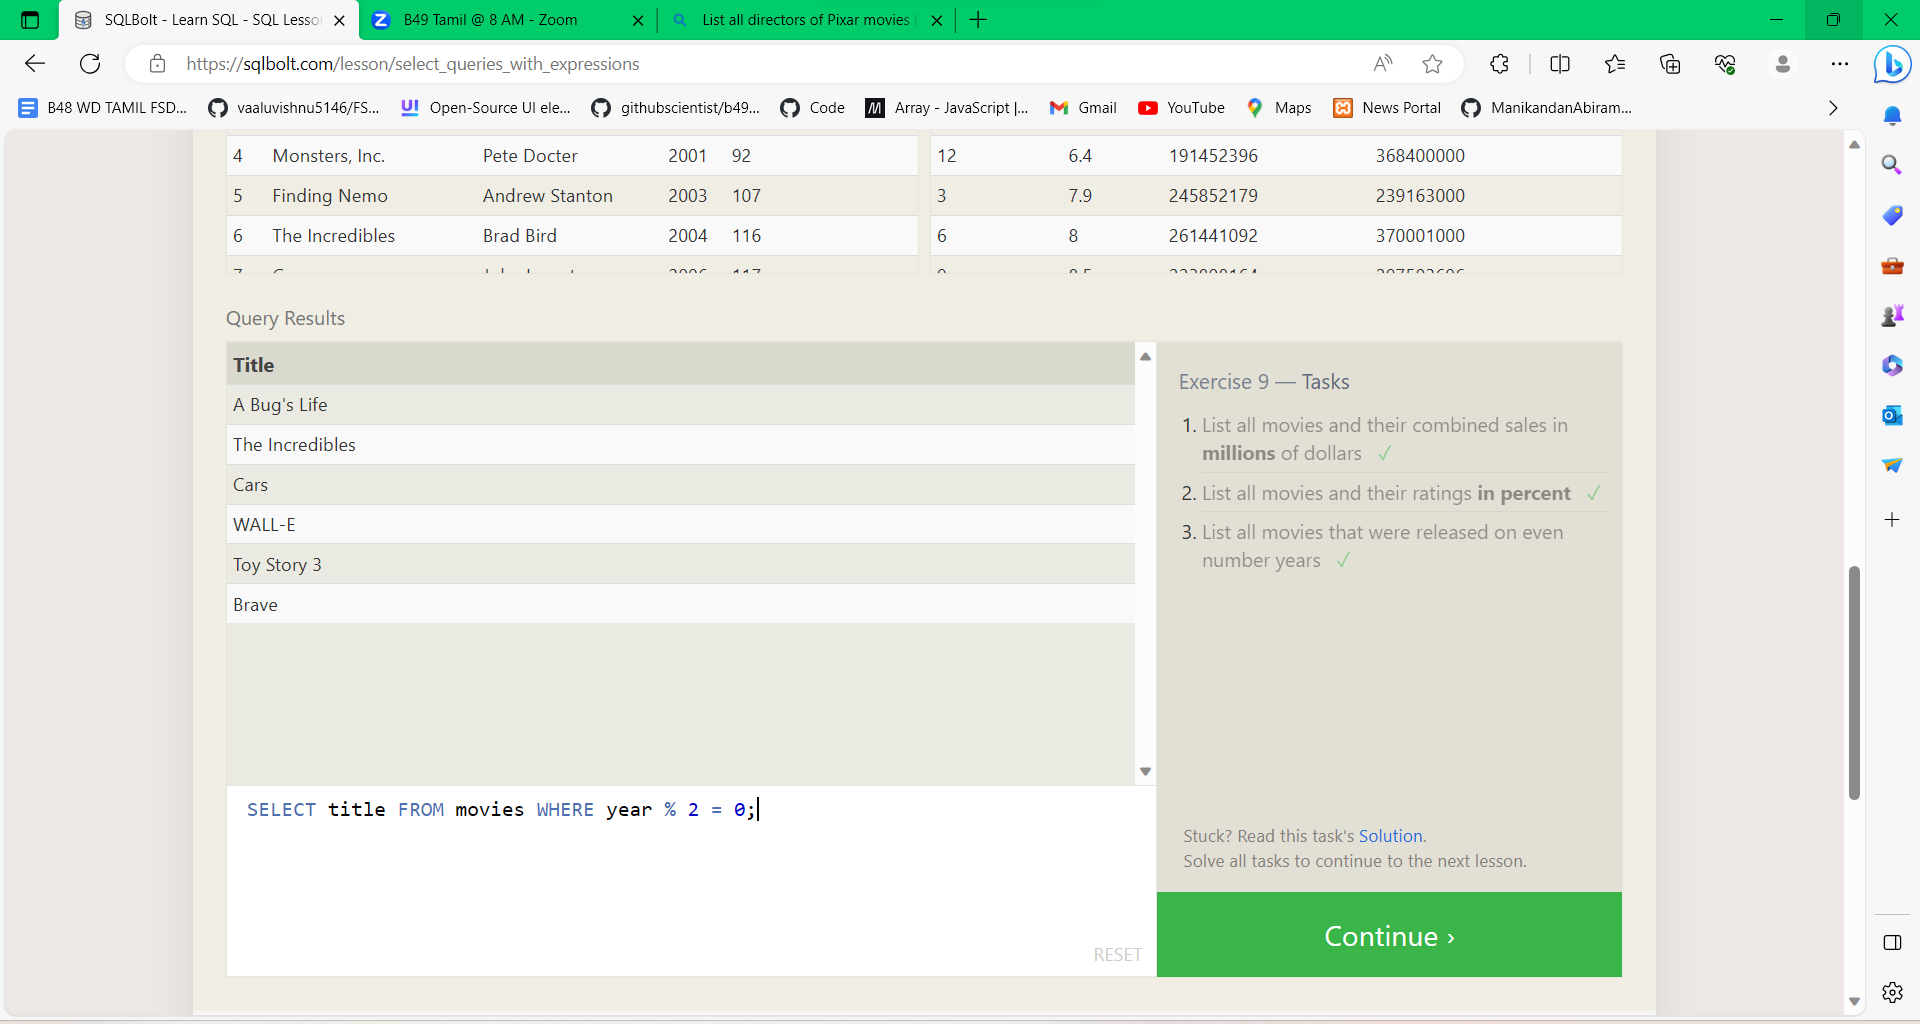 SQLBolt - Learn SQL - SQL Lesso
B49 Tamil @ 8 AM - Zoom
List all directors of Pixar movies
https://sqlbolt.com/lesson/select_queries_with_expressions
B48 WD TAMIL FSD...
vaaluvishnu5146/FS...
Open-Source UI ele...
githubscientist/b49...
Code
Array - JavaScript |...
Gmail
YouTube
Maps
News Portal
ManikandanAbiram...
4 Monsters, Inc. Pete Docter 2001 92
12 6.4 191452396 368400000
5 Finding Nemo Andrew Stanton 2003 107
3 7.9 245852179 239163000
6 The Incredibles Brad Bird 2004 116
6 8 261441092 370001000
Query Results
Title
A Bug's Life
The Incredibles
Cars
WALL-E
Toy Story 3
Brave
SELECT title FROM movies WHERE year % 2 = 0;
RESET
Exercise 9 — Tasks
1. List all movies and their combined sales in
millions of dollars ✓
2. List all movies and their ratings in percent ✓
3. List all movies that were released on even
number years ✓
Stuck? Read this task's Solution.
Solve all tasks to continue to the next lesson.
Continue ›